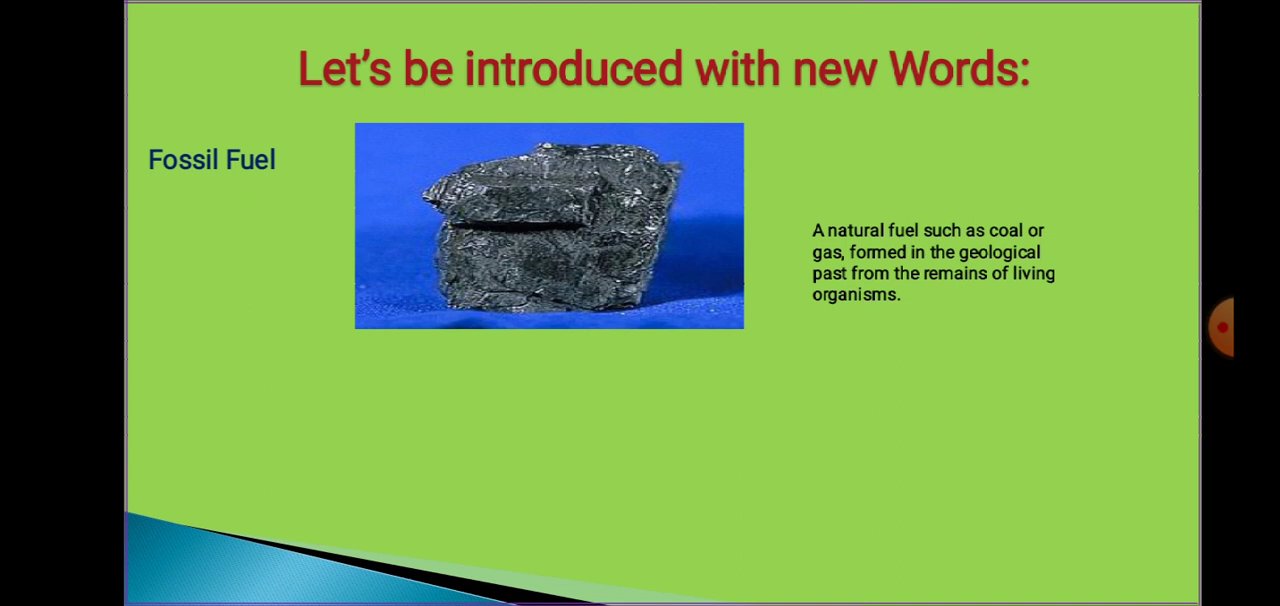 Let's be introduced with new Words:
Fossil Fuel
A natural fuel such as coal or
gas, formed in the geological
past from the remains of living
organisms.